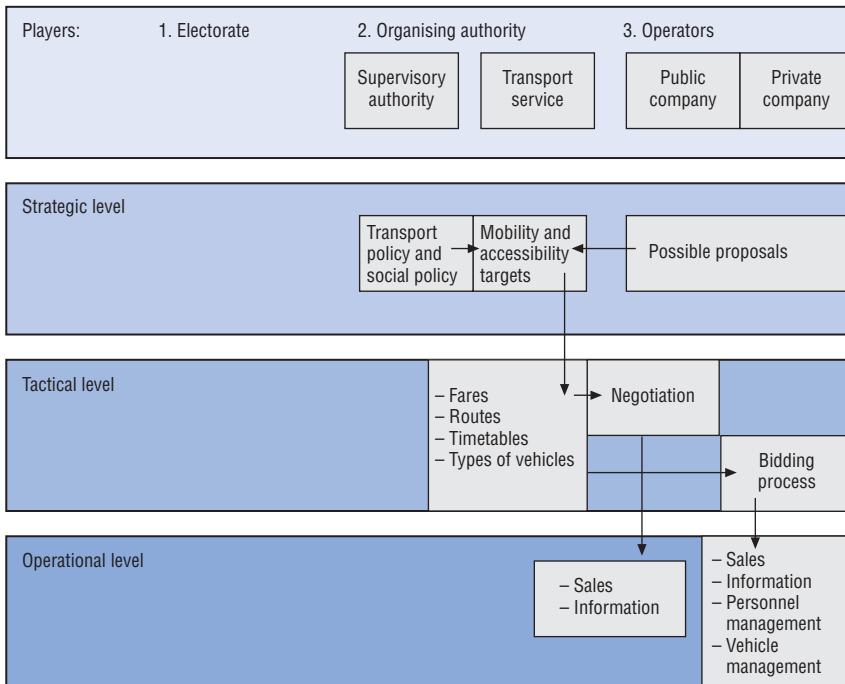 Players:
1. Electorate
2. Organising authority
3. Operators
Supervisory
authority
Transport
service
Public
company
Private
company
Strategic level
Transport
policy and
social policy
Mobility and
accessibility
targets
Possible proposals
Tactical level
– Fares
– Routes
– Timetables
– Types of vehicles
Negotiation
Bidding
process
Operational level
– Sales
– Information
– Sales
– Information
– Personnel
management
– Vehicle
management